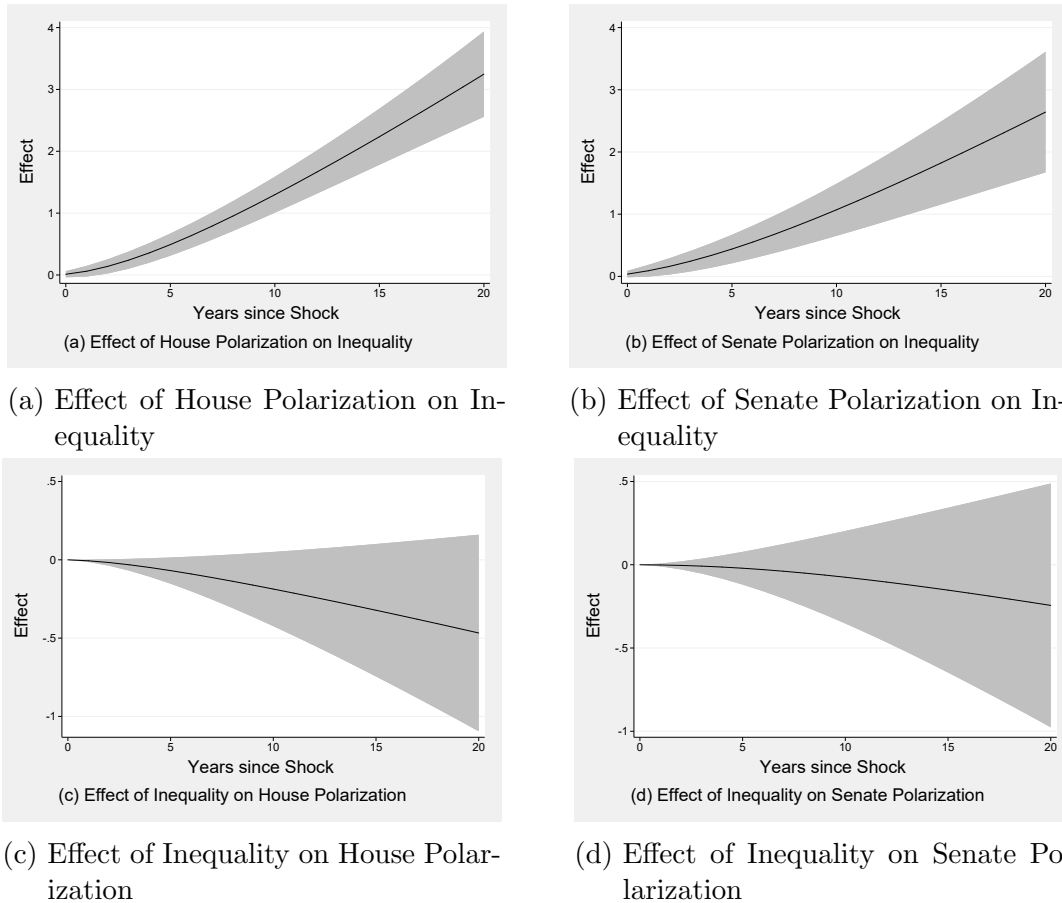 4
3
2
1
0
Effect
0 5 10 15 20
Years since Shock
(a) Effect of House Polarization on Inequality
(a) Effect of House Polarization on In-
equality
4
3
2
1
0
Effect
0 5 10 15 20
Years since Shock
(b) Effect of Senate Polarization on Inequality
(b) Effect of Senate Polarization on In-
equality
.5
0
-.5
-1
Effect
0 5 10 15 20
Years since Shock
(c) Effect of Inequality on House Polarization
(c) Effect of Inequality on House Polar-
ization
.5
0
-.5
-1
Effect
0 5 10 15 20
Years since Shock
(d) Effect of Inequality on Senate Polarization
(d) Effect of Inequality on Senate Po
larization